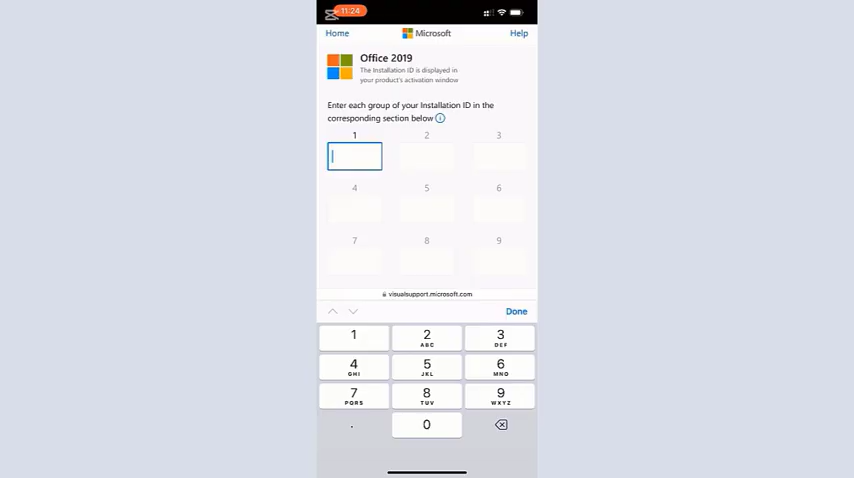 11:24
Home
Microsoft
Help
Office 2019
The Installation ID is displayed in
your product's activation window
Enter each group of your Installation ID in the
corresponding section below
1 2 3
4 5 6
7 8 9
visualsupport.microsoft.com
Done
1 2 3
ABC DEF
4 5 6
GHI JKL MNO
7 8 9
PQRS TUV WXYZ
. 0